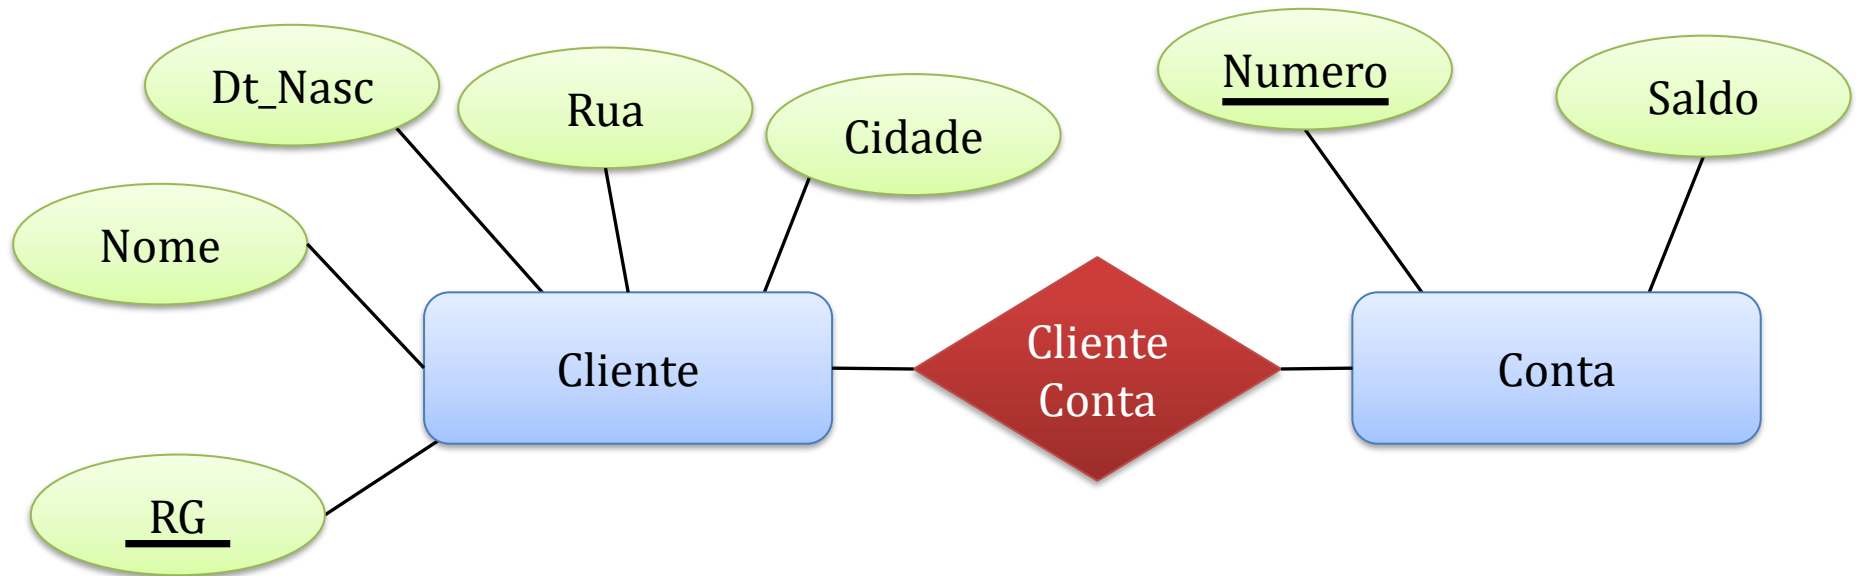 Dt_Nasc
Rua
Cidade
Numero
Saldo
Nome
Cliente
Cliente
Conta
Conta
RG